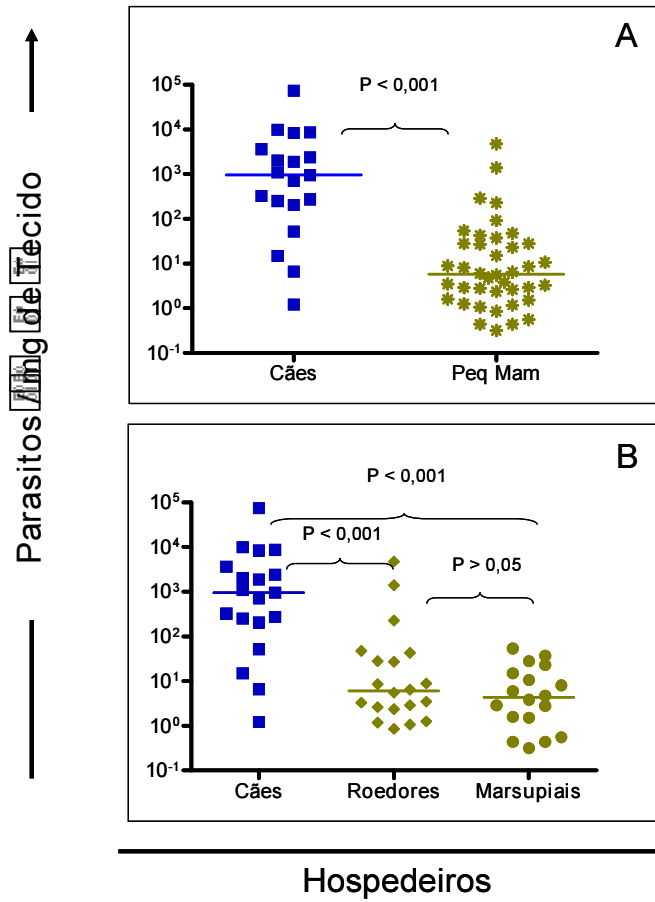 A
P < 0,001
10⁵
10⁴
10³
10²
10¹
10⁰
10⁻¹
Cães
Peq Mam
Parasitos /mg de Tecido
B
P < 0,001
P < 0,001
P > 0,05
10⁵
10⁴
10³
10²
10¹
10⁰
10⁻¹
Cães
Roedores
Marsupiais
Hospedeiros